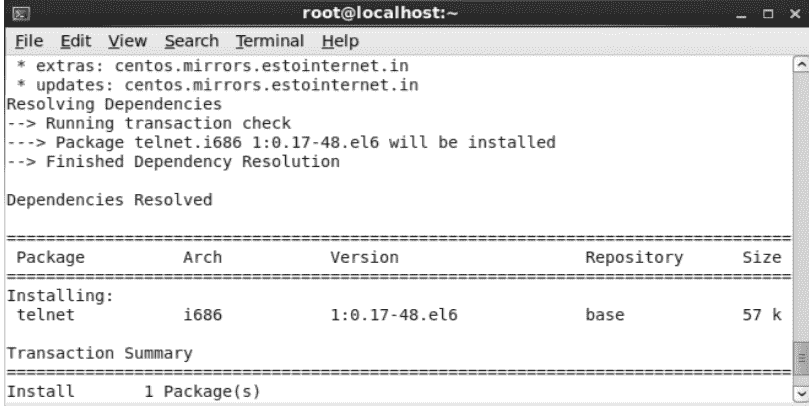 root@localhost:~
File Edit View Search Terminal Help
* extras: centos.mirrors.estointernet.in
* updates: centos.mirrors.estointernet.in
Resolving Dependencies
--> Running transaction check
---> Package telnet.i686 1:0.17-48.el6 will be installed
--> Finished Dependency Resolution
Dependencies Resolved
================================================================================
Package Arch Version Repository Size
================================================================================
Installing:
telnet i686 1:0.17-48.el6 base 57 k
Transaction Summary
================================================================================
Install 1 Package(s)